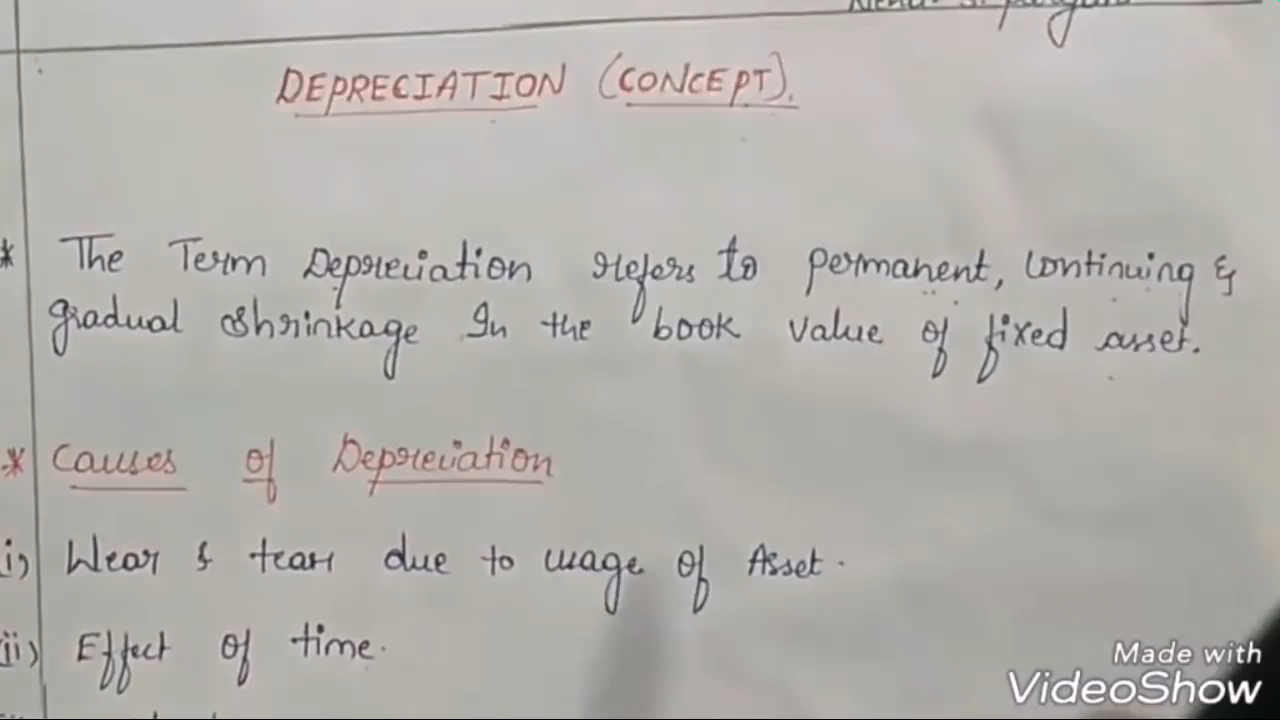 DEPRECIATION (CONCEPT).
* The Term Depreciation refers to permanent, continuing &
gradual shrinkage In the book value of fixed asset.
* Causes of Depreciation
i) Wear & tear due to usage of Asset.
ii) Effect of time.
Made with
VideoShow